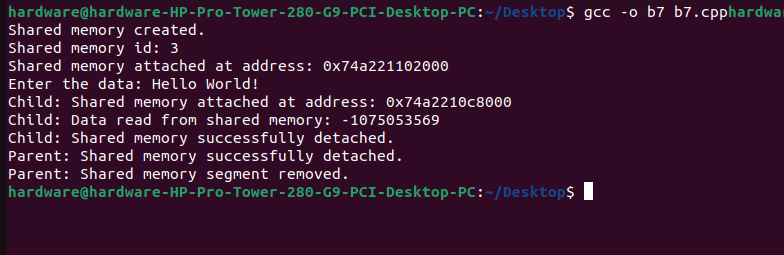 hardware@hardware-HP-Pro-Tower-280-G9-PCI-Desktop-PC:~/Desktop$ gcc -o b7 b7.cpphardwa
Shared memory created.
Shared memory id: 3
Shared memory attached at address: 0x74a221102000
Enter the data: Hello World!
Child: Shared memory attached at address: 0x74a2210c8000
Child: Data read from shared memory: -1075053569
Child: Shared memory successfully detached.
Parent: Shared memory successfully detached.
Parent: Shared memory segment removed.
hardware@hardware-HP-Pro-Tower-280-G9-PCI-Desktop-PC:~/Desktop$